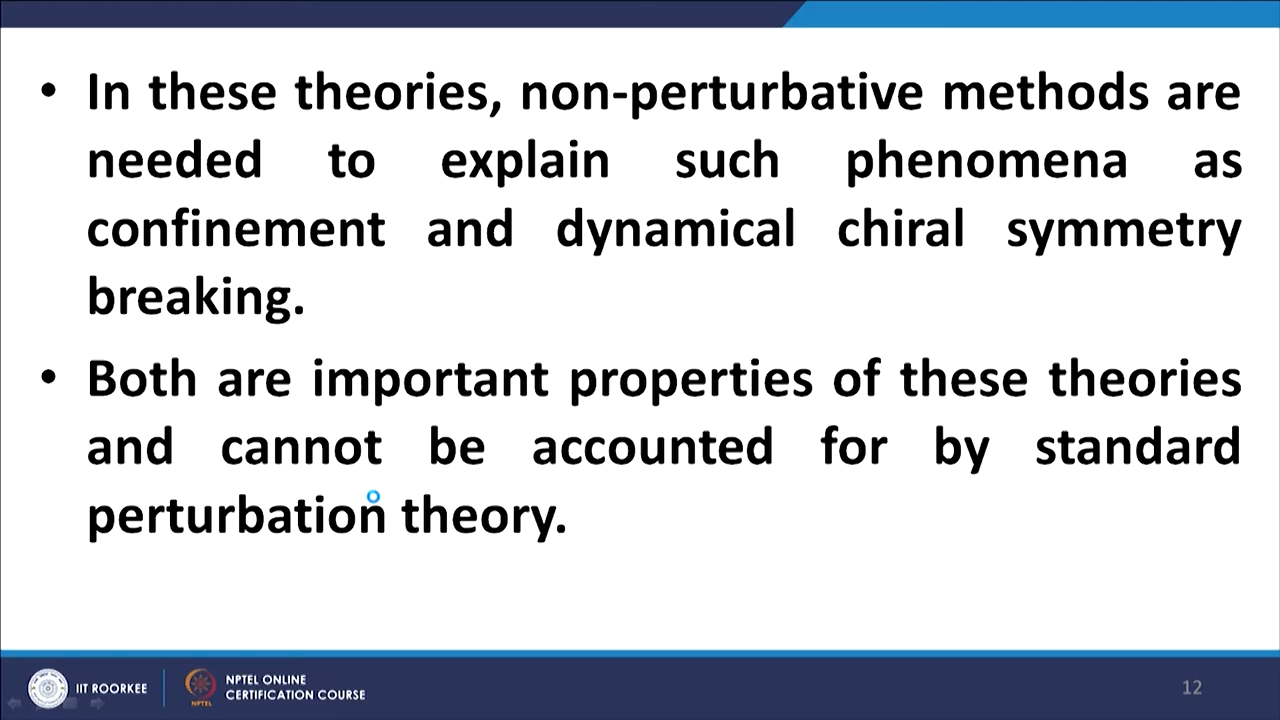 • In these theories, non-perturbative methods are
needed to explain such phenomena as
confinement and dynamical chiral symmetry
breaking.
• Both are important properties of these theories
and cannot be accounted for by standard
perturbation theory.
IIT ROORKEE
NPTEL
NPTEL ONLINE
CERTIFICATION COURSE
12